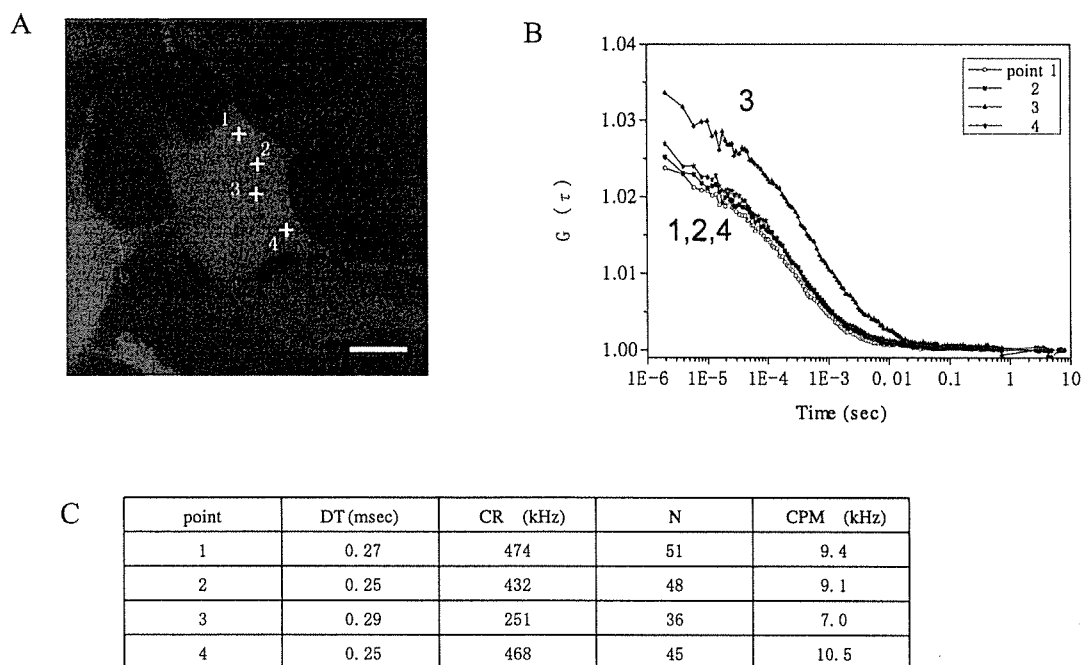 A
1
2
3
4
B
1.04
1.03
1.02
1.01
1.00
G (τ)
3
1,2,4
point 1
2
3
4
1E-6 1E-5 1E-4 1E-3 0.01 0.1 1 10
Time (sec)
C
point DT(msec) CR (kHz) N CPM (kHz)
1 0.27 474 51 9.4
2 0.25 432 48 9.1
3 0.29 251 36 7.0
4 0.25 468 45 10.5